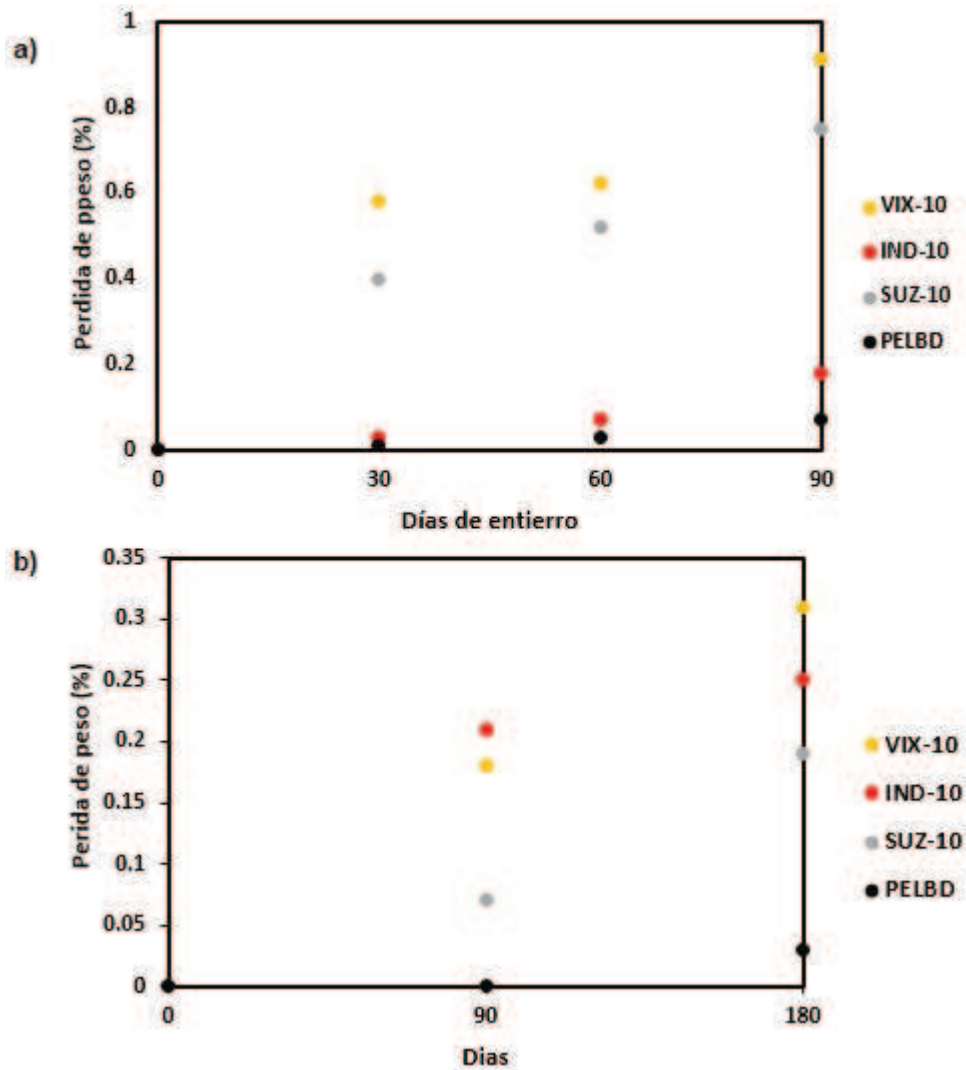 a)
Perdida de ppeso (%)
1
0.8
0.6
0.4
0.2
0
0 30 60 90
Días de entierro
VIX-10
IND-10
SUZ-10
PELBD
b)
Perida de peso (%)
0.35
0.3
0.25
0.2
0.15
0.1
0.05
0
0 90 180
Dias
VIX-10
IND-10
SUZ-10
PELBD